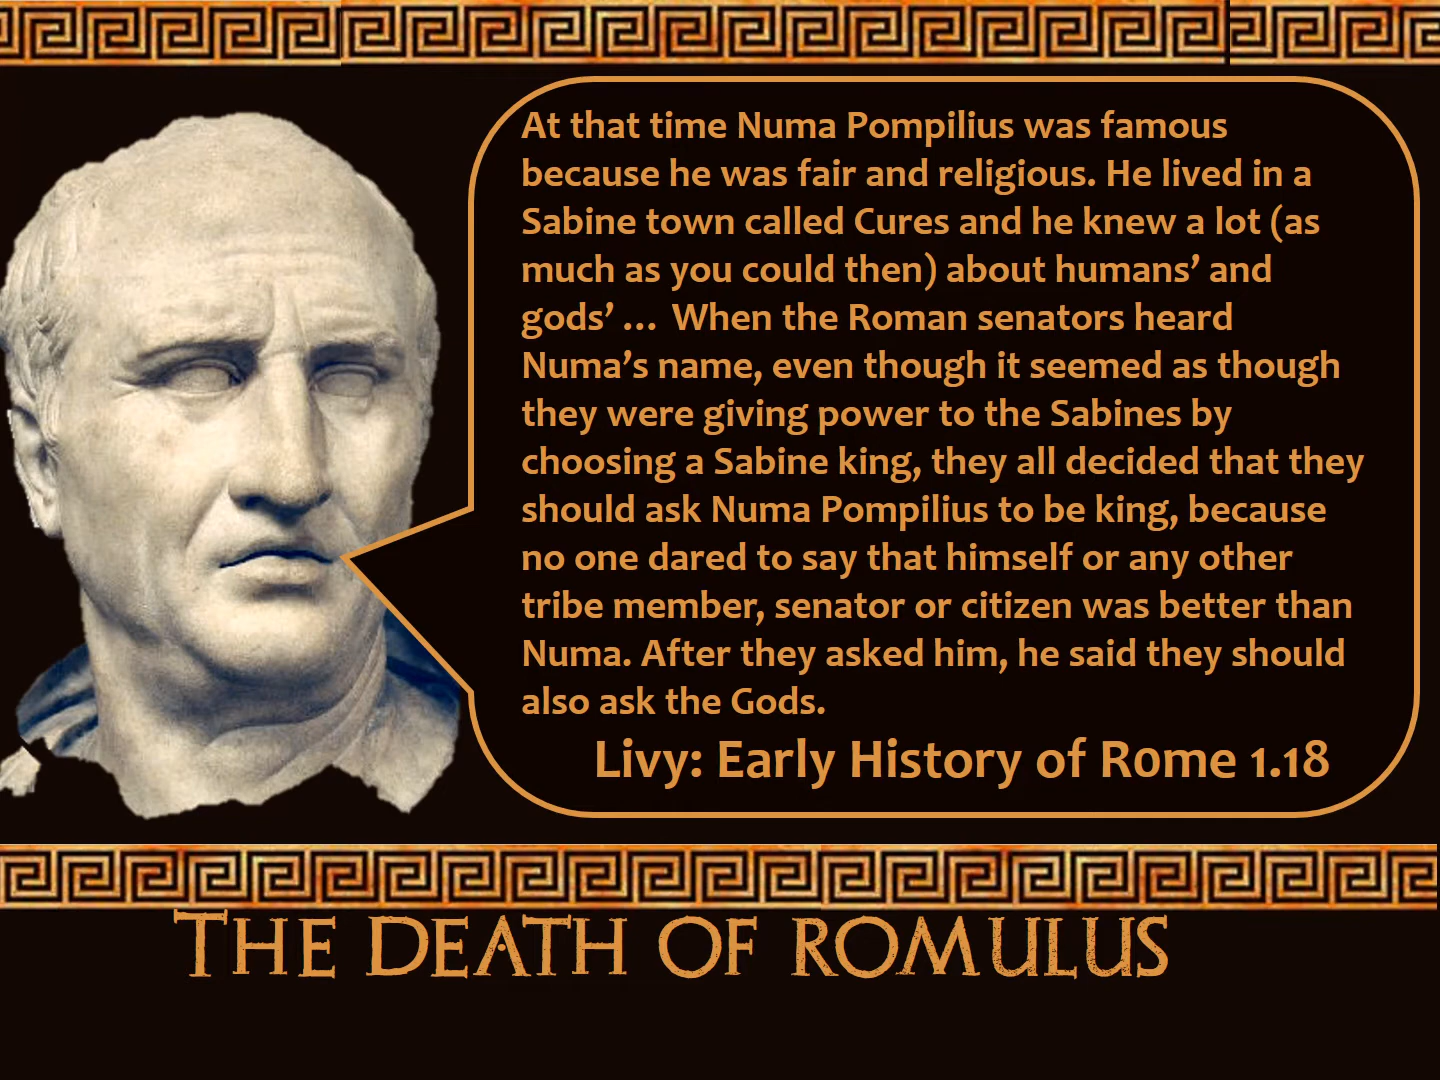 At that time Numa Pompilius was famous
because he was fair and religious. He lived in a
Sabine town called Cures and he knew a lot (as
much as you could then) about humans’ and
gods’ … When the Roman senators heard
Numa’s name, even though it seemed as though
they were giving power to the Sabines by
choosing a Sabine king, they all decided that they
should ask Numa Pompilius to be king, because
no one dared to say that himself or any other
tribe member, senator or citizen was better than
Numa. After they asked him, he said they should
also ask the Gods.
Livy: Early History of R0me 1.18
The Death of Romulus